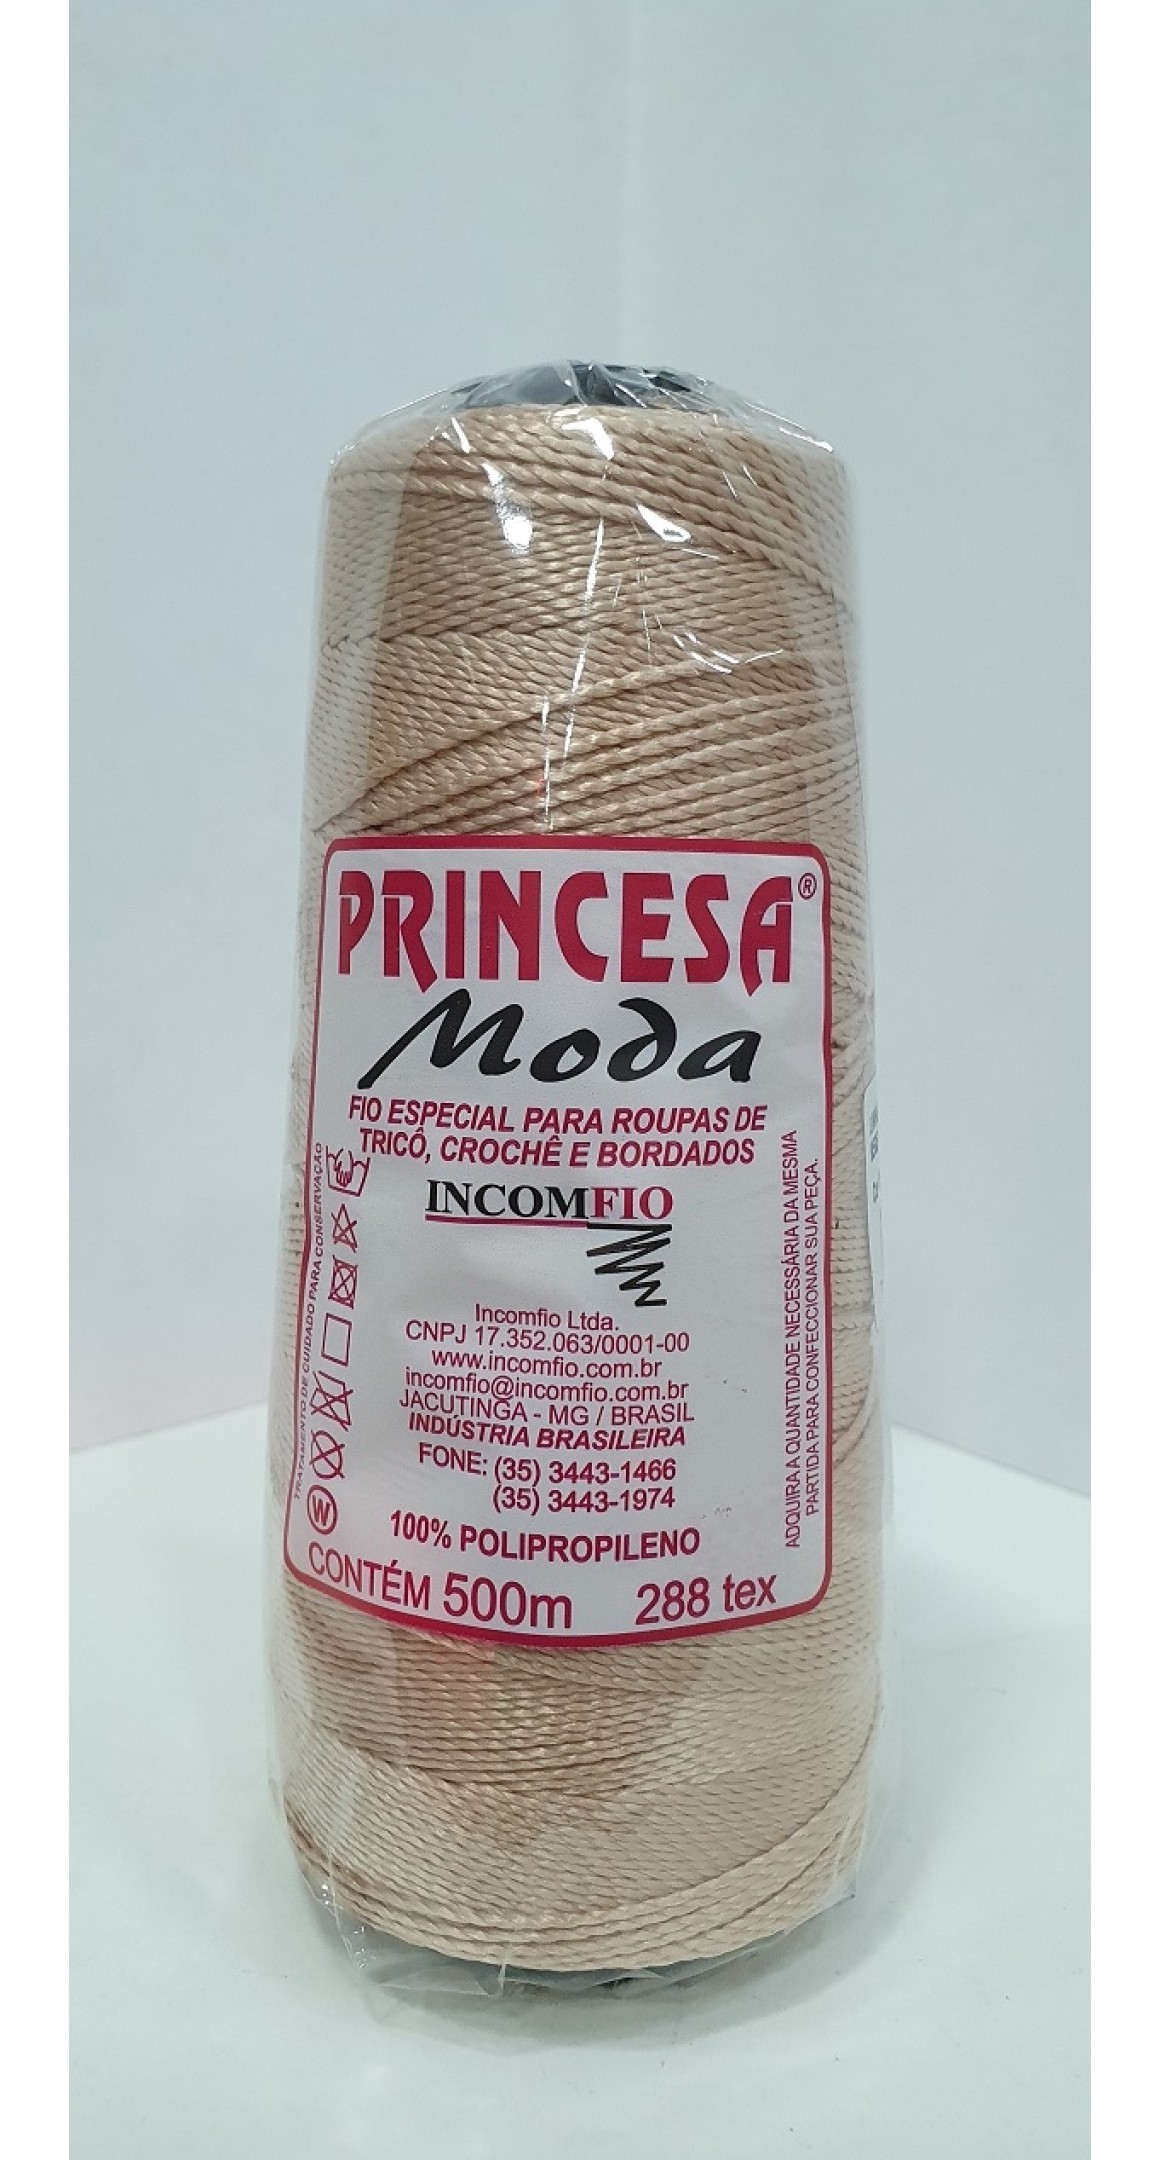 PRINCESA®
Moda
FIO ESPECIAL PARA ROUPAS DE
TRICÔ, CROCHÊ E BORDADOS
INCOMFIO
Incomfio Ltda.
CNPJ 17.352.063/0001-00
www.incomfio.com.br
incomfio@incomfio.com.br
JACUTINGA - MG / BRASIL
INDÚSTRIA BRASILEIRA
FONE: (35) 3443-1466
(35) 3443-1974
100% POLIPROPILENO
CONTÉM 500m 288 tex
TRATAMENTO DE CUIDADO PARA CONSERVAÇÃO
W
ADQUIRA A QUANTIDADE NECESSÁRIA DA MESMA
PARTIDA PARA CONFECCIONAR SUA PEÇA.